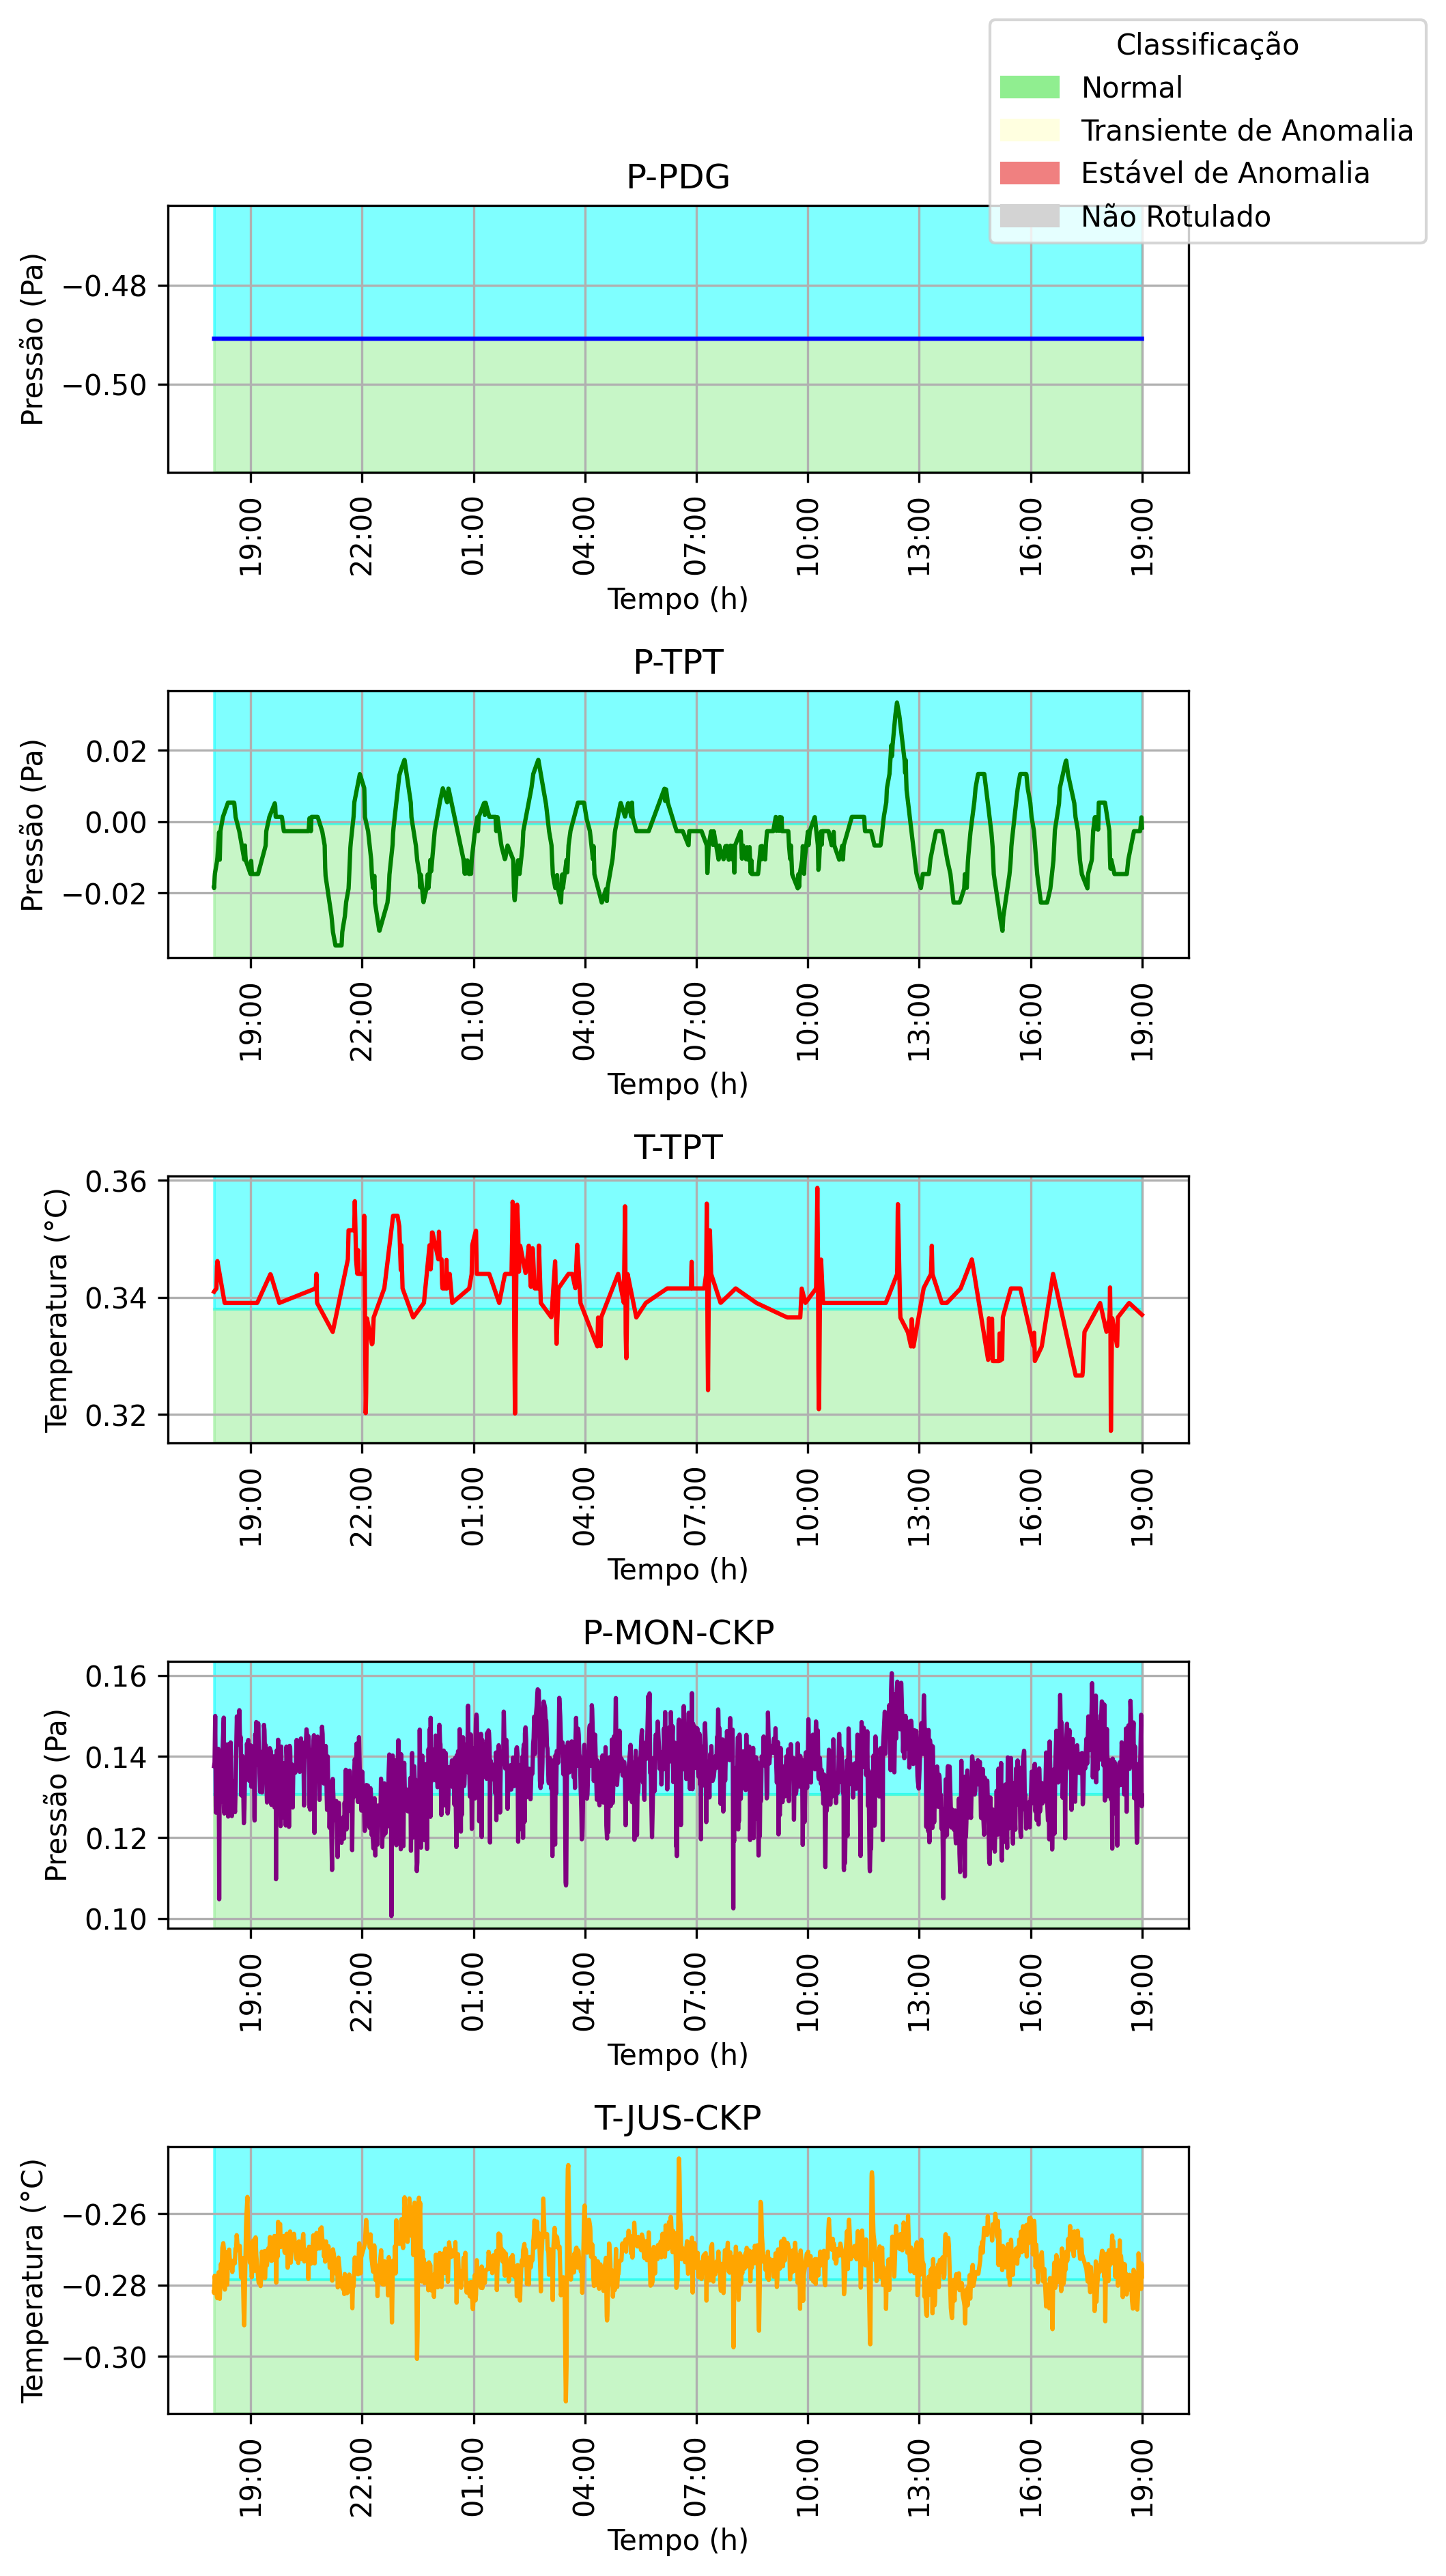 Classificação
Normal
Transiente de Anomalia
Estável de Anomalia
Não Rotulado
P-PDG
Pressão (Pa)
−0.48
−0.50
19:00 22:00 01:00 04:00 07:00 10:00 13:00 16:00 19:00
Tempo (h)
P-TPT
Pressão (Pa)
0.02
0.00
−0.02
19:00 22:00 01:00 04:00 07:00 10:00 13:00 16:00 19:00
Tempo (h)
T-TPT
Temperatura (°C)
0.36
0.34
0.32
19:00 22:00 01:00 04:00 07:00 10:00 13:00 16:00 19:00
Tempo (h)
P-MON-CKP
Pressão (Pa)
0.16
0.14
0.12
0.10
19:00 22:00 01:00 04:00 07:00 10:00 13:00 16:00 19:00
Tempo (h)
T-JUS-CKP
Temperatura (°C)
−0.26
−0.28
−0.30
19:00 22:00 01:00 04:00 07:00 10:00 13:00 16:00 19:00
Tempo (h)